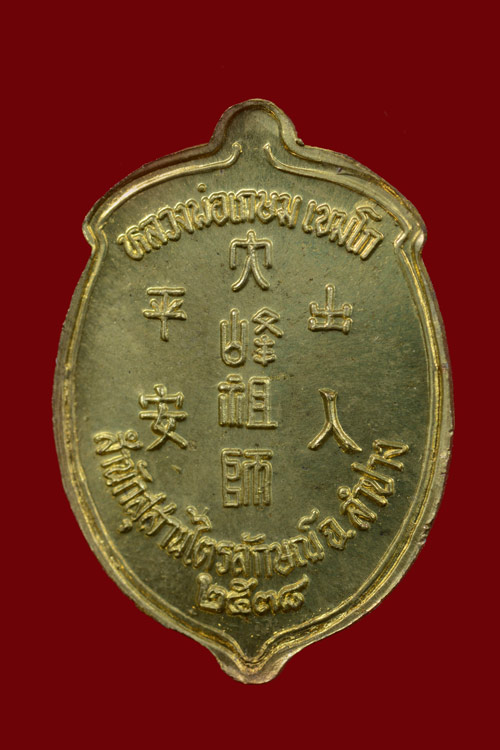 หลวงพ่อเกษม เขมโก
大峰祖師
出入
平安
สำนักสุสานไตรลักษณ์ จ.ลำปาง
๒๕๓๘